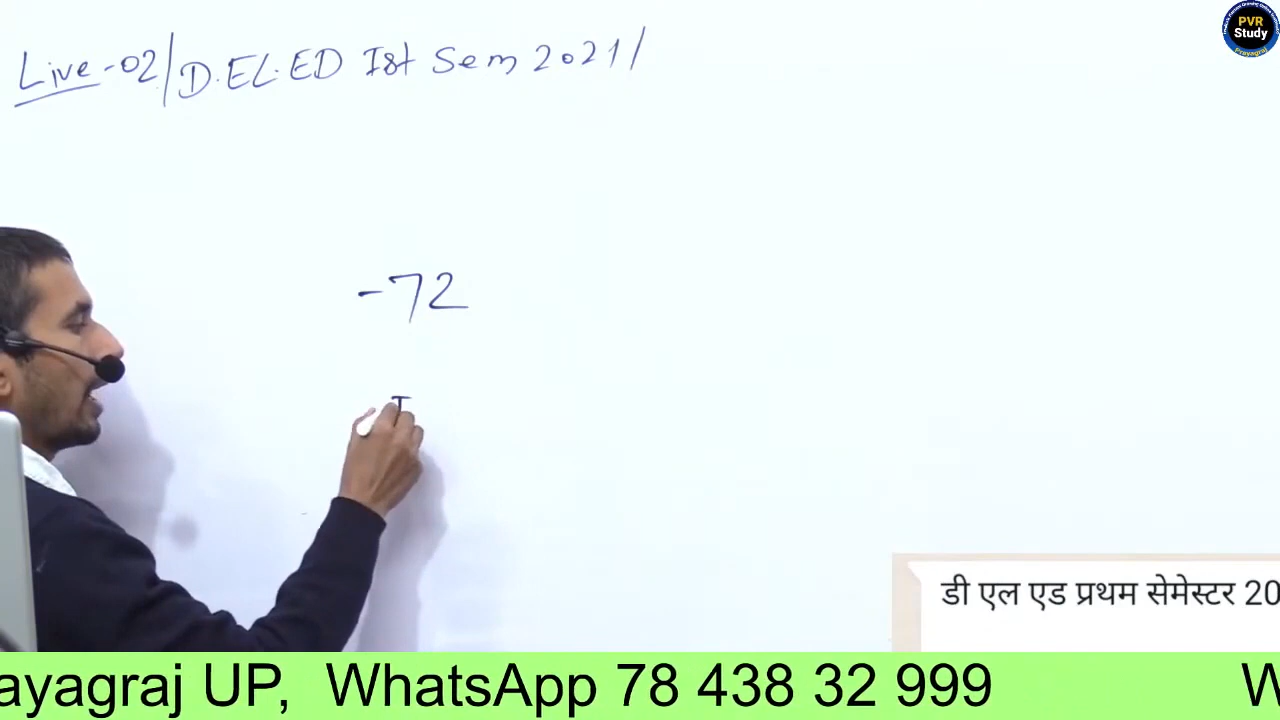 Live-02/D.EL.ED Ist Sem 2021/
PVR
Study
Prayagraj
-72
डी एल एड प्रथम सेमेस्टर 20
ayagraj UP, WhatsApp 78 438 32 999 W